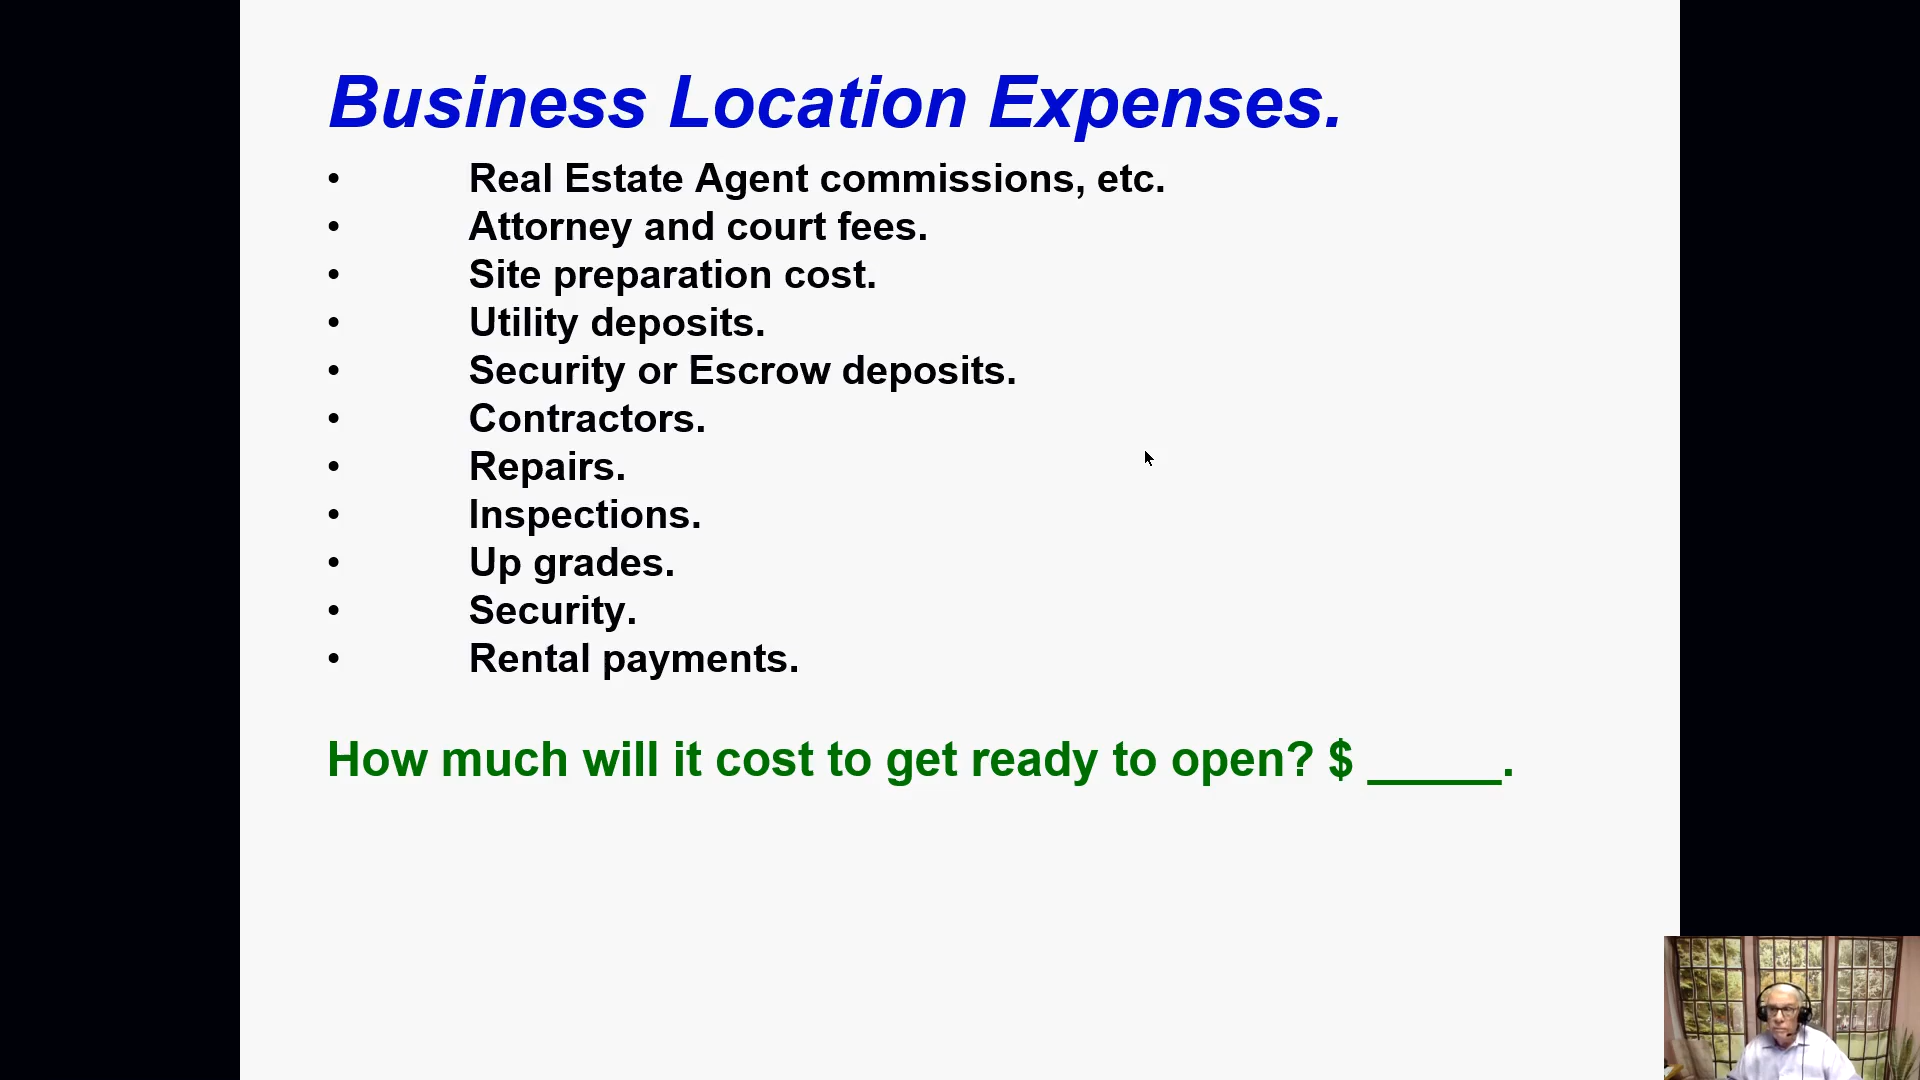 Business Location Expenses.
• Real Estate Agent commissions, etc.
• Attorney and court fees.
• Site preparation cost.
• Utility deposits.
• Security or Escrow deposits.
• Contractors.
• Repairs.
• Inspections.
• Up grades.
• Security.
• Rental payments.
How much will it cost to get ready to open? $ _____.